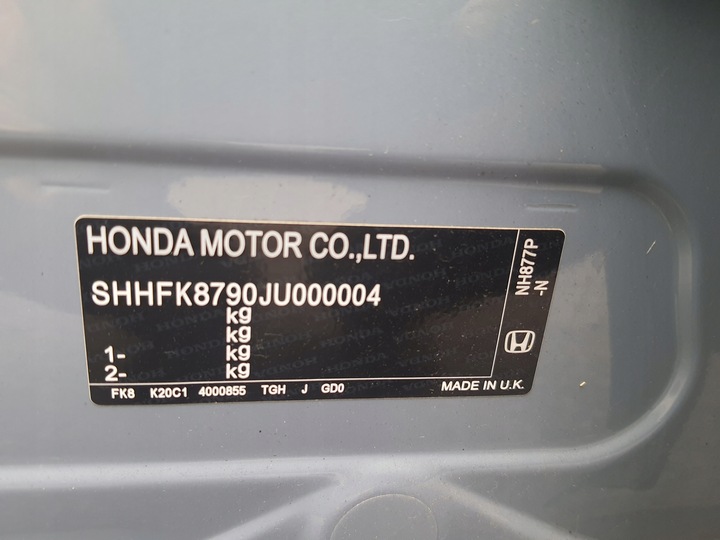 HONDA MOTOR CO.,LTD.
SHHFK8790JU000004
kg
kg
1- kg
2- kg
FK8 K20C1 4000855 TGH J GD0
MADE IN U.K.
NH877P
-N